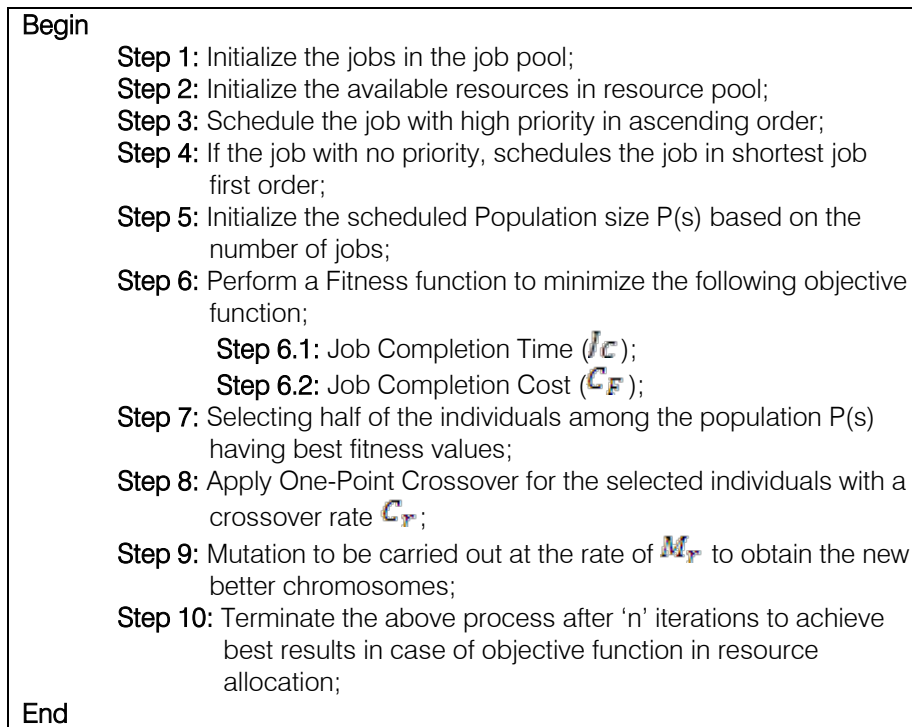 Begin
Step 1: Initialize the jobs in the job pool;
Step 2: Initialize the available resources in resource pool;
Step 3: Schedule the job with high priority in ascending order;
Step 4: If the job with no priority, schedules the job in shortest job
first order;
Step 5: Initialize the scheduled Population size P(s) based on the
number of jobs;
Step 6: Perform a Fitness function to minimize the following objective
function;
Step 6.1: Job Completion Time (J_C);
Step 6.2: Job Completion Cost (C_F);
Step 7: Selecting half of the individuals among the population P(s)
having best fitness values;
Step 8: Apply One-Point Crossover for the selected individuals with a
crossover rate C_r;
Step 9: Mutation to be carried out at the rate of M_r to obtain the new
better chromosomes;
Step 10: Terminate the above process after ‘n’ iterations to achieve
best results in case of objective function in resource
allocation;
End